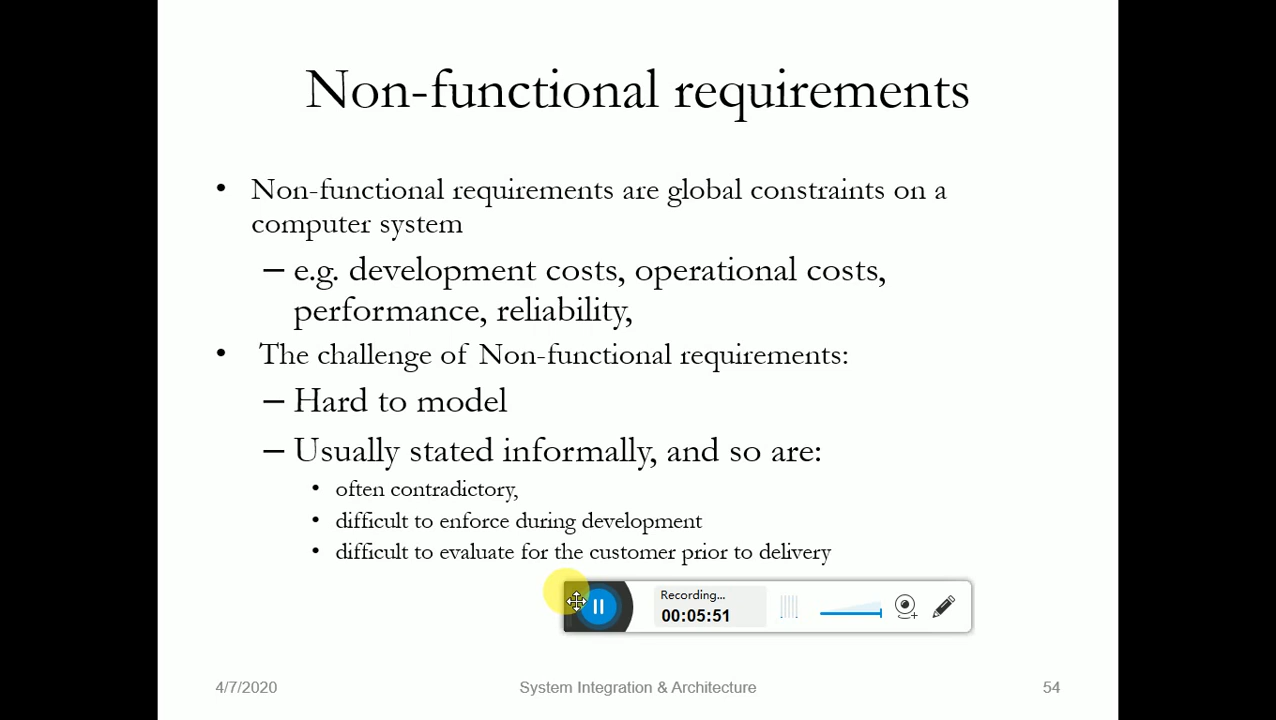 Non-functional requirements
• Non-functional requirements are global constraints on a
computer system
– e.g. development costs, operational costs,
performance, reliability,
• The challenge of Non-functional requirements:
– Hard to model
– Usually stated informally, and so are:
• often contradictory,
• difficult to enforce during development
• difficult to evaluate for the customer prior to delivery
Recording...
00:05:51
4/7/2020 System Integration & Architecture 54